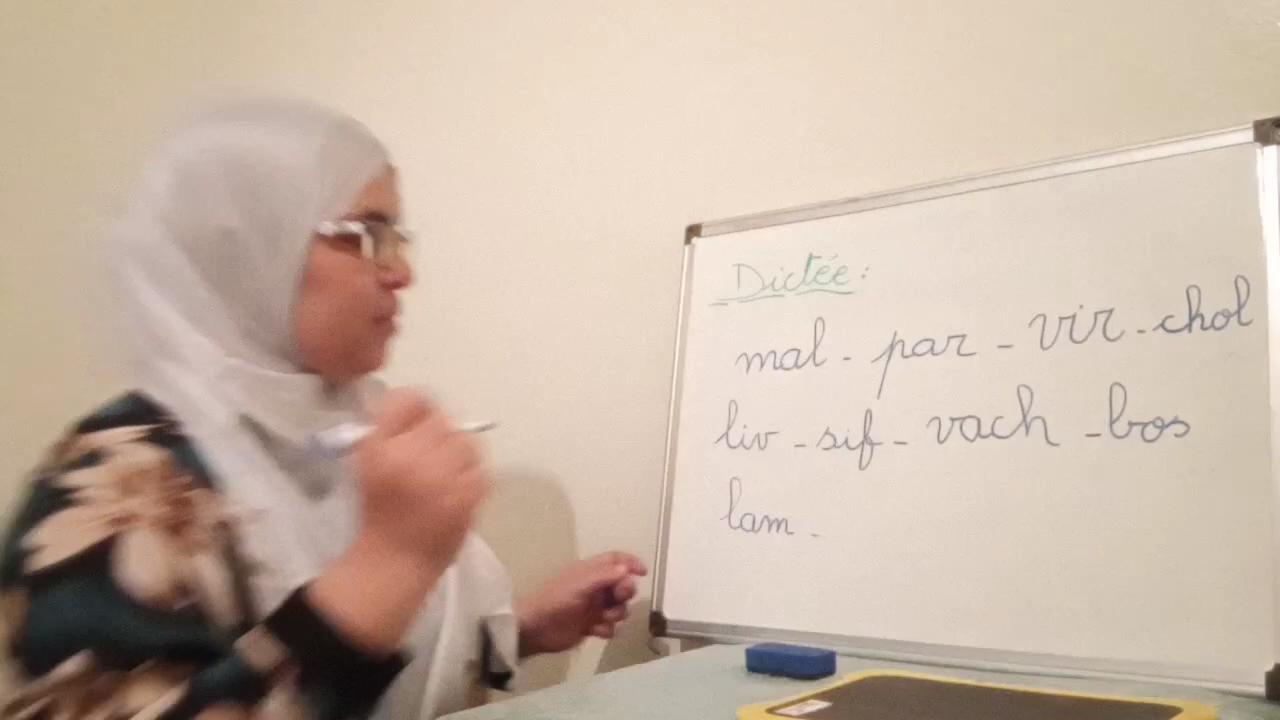 Dictée :
mal - par - vir - chol
liv - sif - vach - bos
lam -